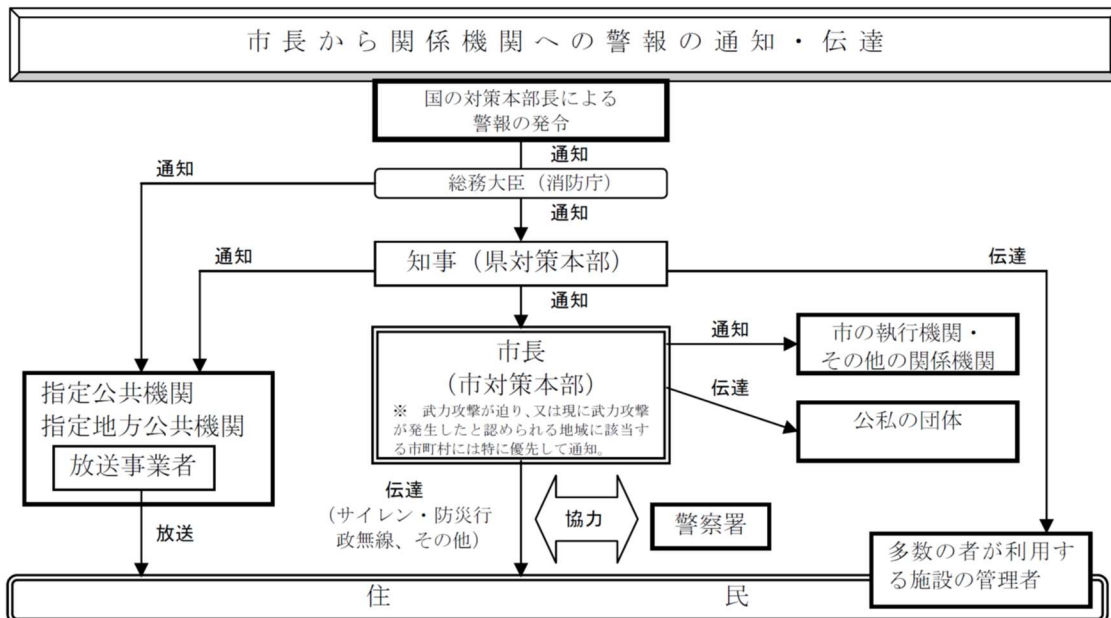 市長から関係機関への警報の通知・伝達
国の対策本部長による
警報の発令
通知
通知
総務大臣（消防庁）
通知
通知
知事（県対策本部）
伝達
通知
市長
（市対策本部）
※　武力攻撃が迫り、又は現に武力攻撃
が発生したと認められる地域に該当す
る市町村には特に優先して通知。
通知
市の執行機関・
その他の関係機関
伝達
公私の団体
指定公共機関
指定地方公共機関
放送事業者
放送
伝達
（サイレン・防災行
政無線、その他）
協力
警察署
多数の者が利用す
る施設の管理者
住民